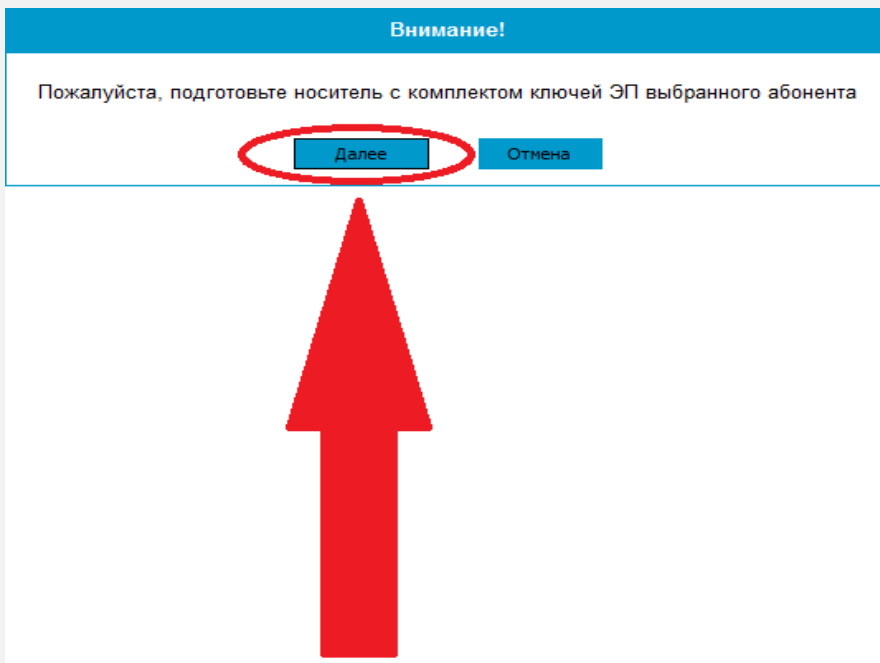 Внимание!
Пожалуйста, подготовьте носитель с комплектом ключей ЭП выбранного абонента
Далее Отмена